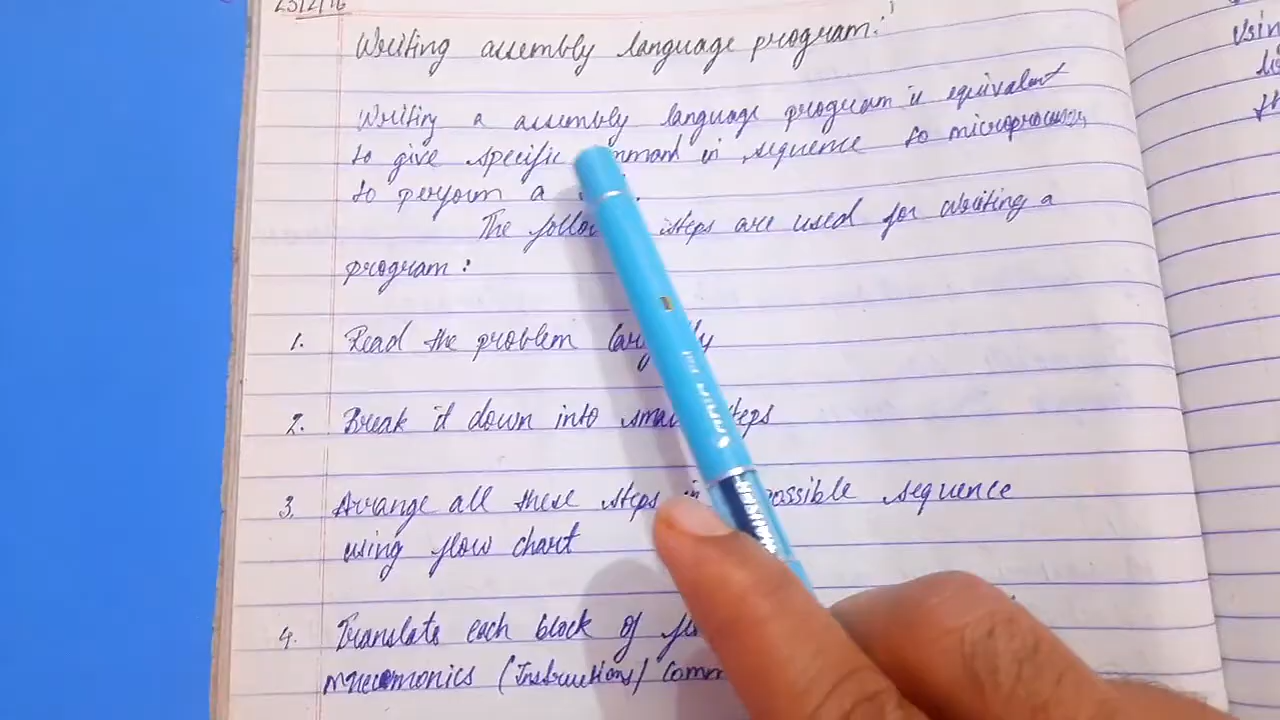 23/2/16
Writing assembly language program:
Writing a assembly language program is equivalent
to give specific command in sequence to microprocessor
to perform a
The follow steps are used for writing a
program:
1. Read the problem
2. Break it down into small steps
3. Arrange all these steps in possible sequence
using flow chart
4. Translate each block of
mnemonics (Instructions/
Usin